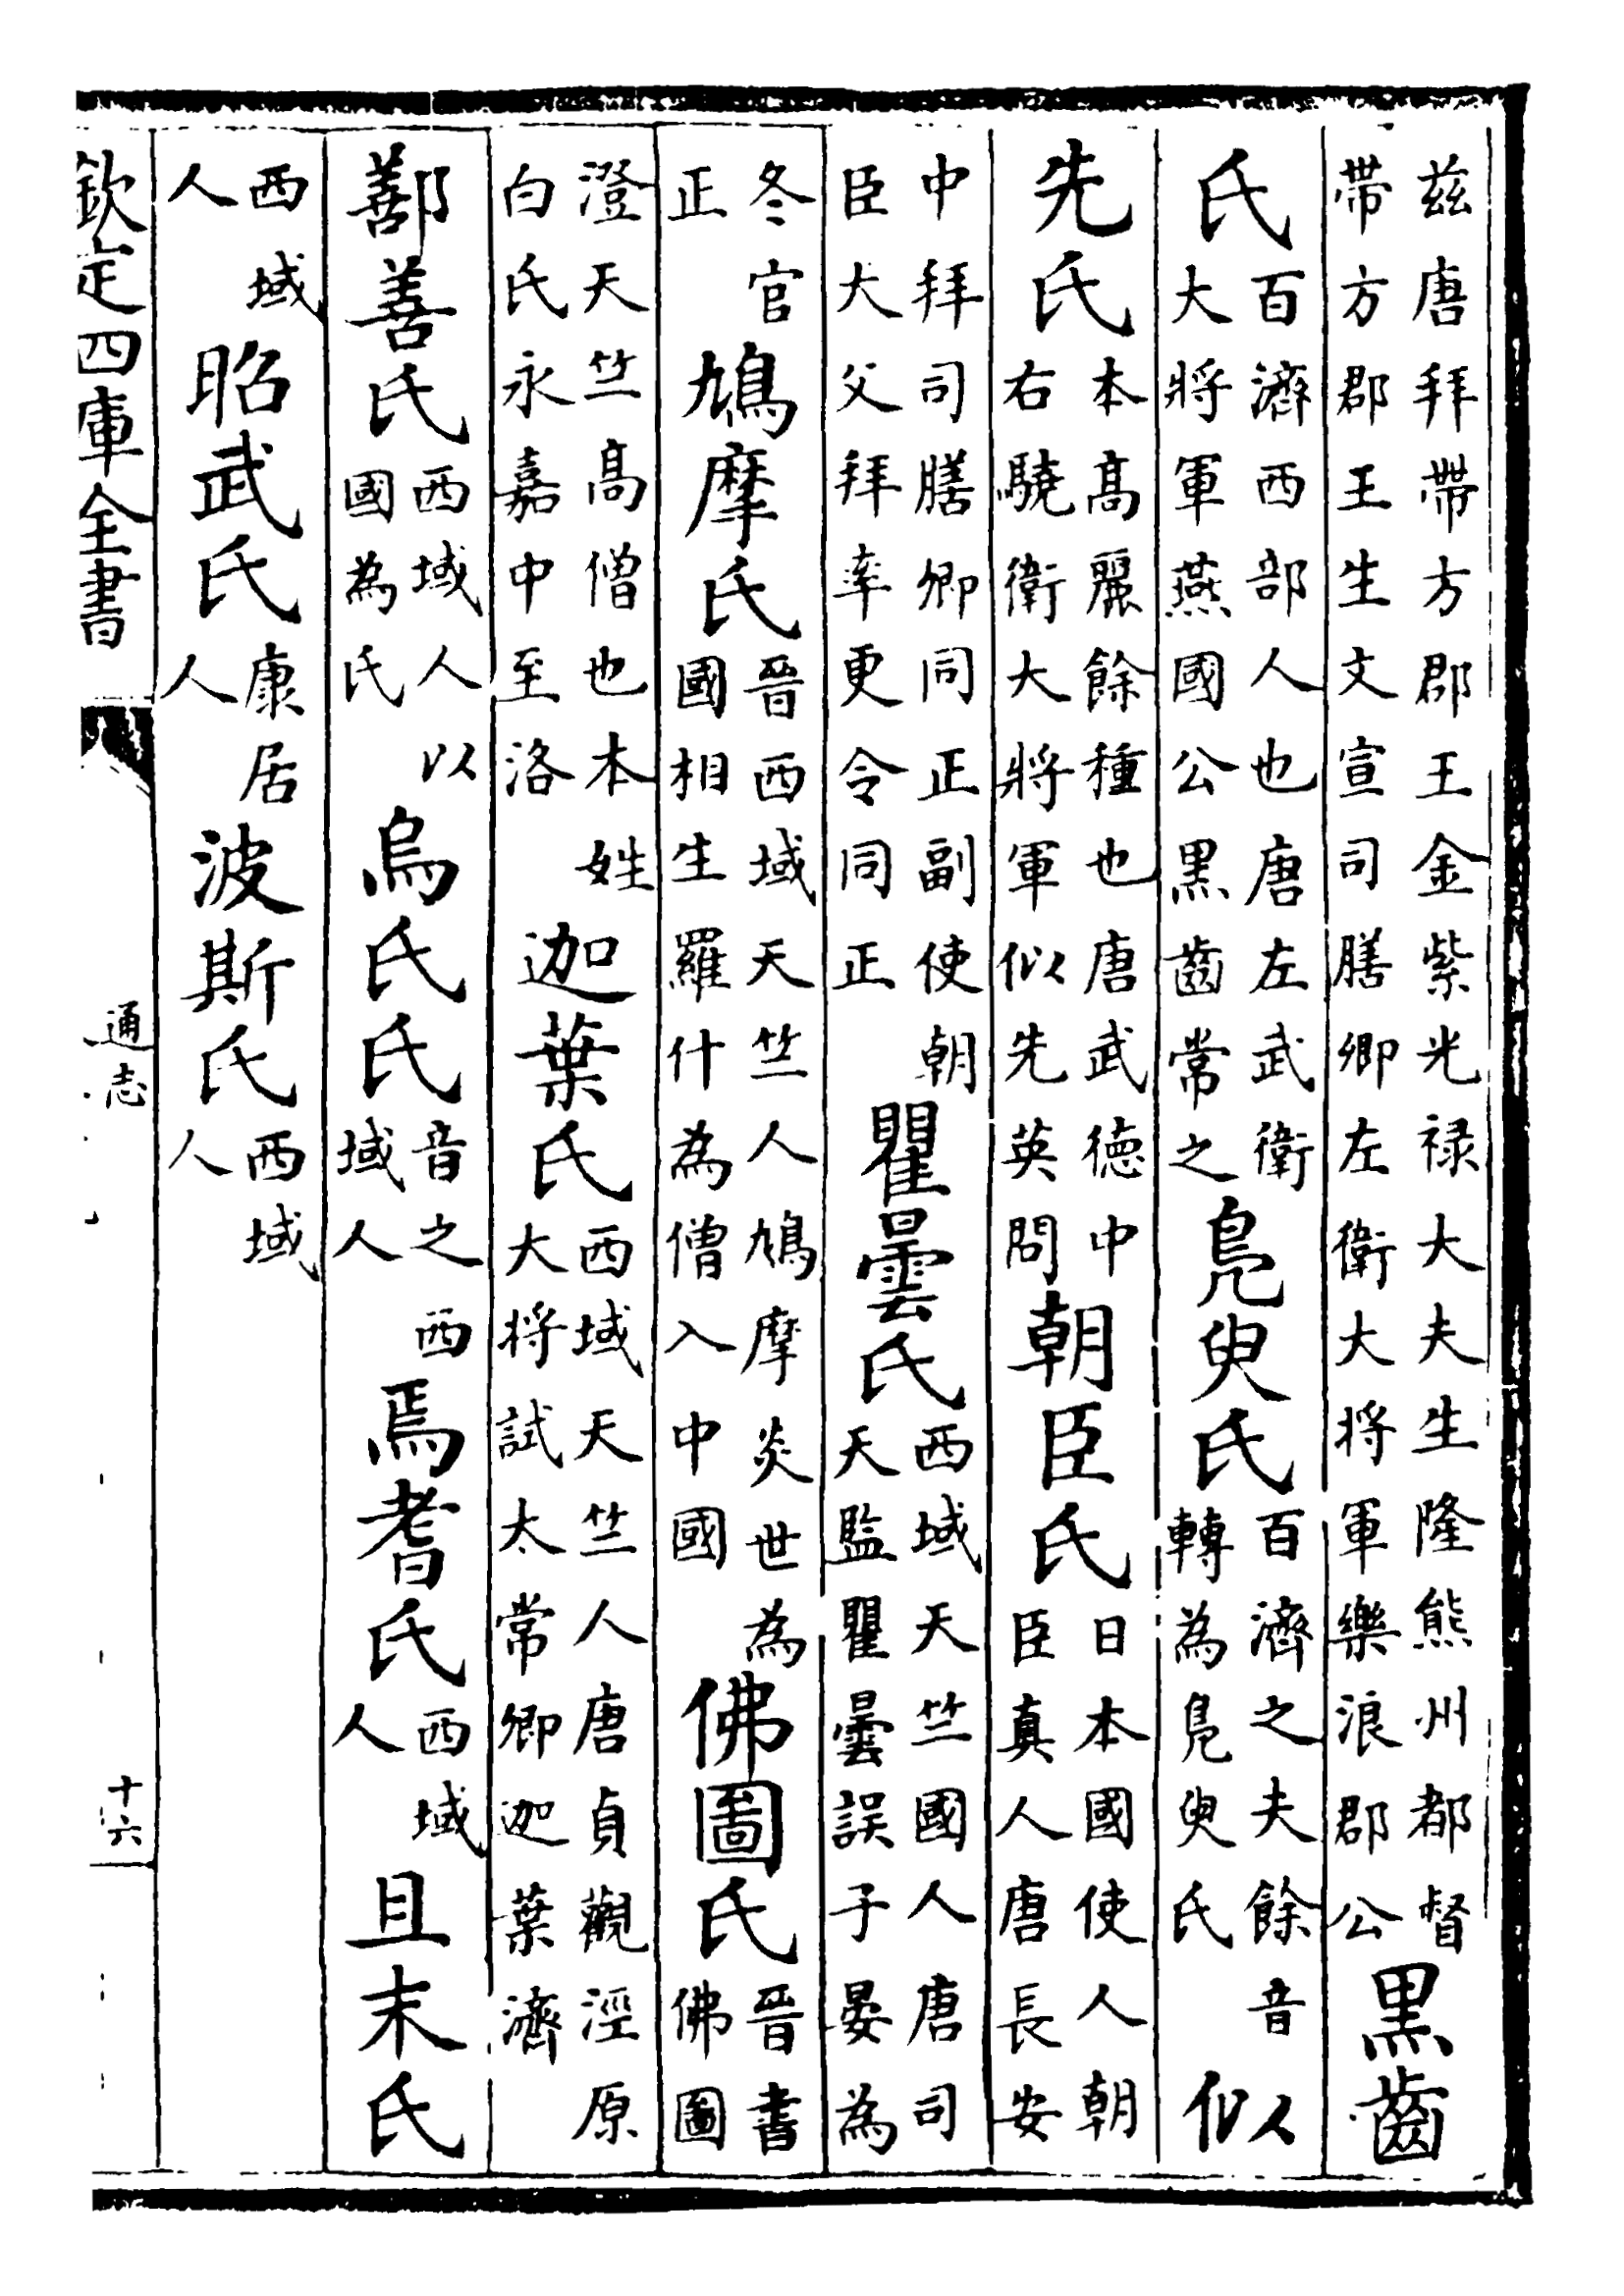 兹唐拜帶方郡王金紫光禄大夫生隆熊州都督帶方郡王生文宣司膳卿左衛大将軍樂浪郡公黒齒
氏百濟西部人也唐左武衛大將軍燕國公黒齒常之鳬臾氏百濟之夫餘音轉為鳬臾氏似
先氏本髙麗餘種也唐武徳中右驍衛大將軍似先英問朝臣氏日本國使人朝臣真人唐長安
中拜司膳卿同正副使朝臣大父拜率更令同正瞿曇氏西域天竺國人唐司天監瞿曇誤子晏為
冬官正鳩摩氏晉西域天竺人鳩摩炎世為國相生羅什為僧入中國佛圖氏晉書佛圖
澄天竺髙僧也本姓白氏永嘉中至洛迦葉氏西域天竺人唐貞觀涇原大将試太常卿迦葉濟
鄯善氏西域人以國為氏烏氏氏音之西域人焉耆氏西域人且末氏
西域人昭武氏康居人波斯氏西域人
欽定四庫全書
通志
十六